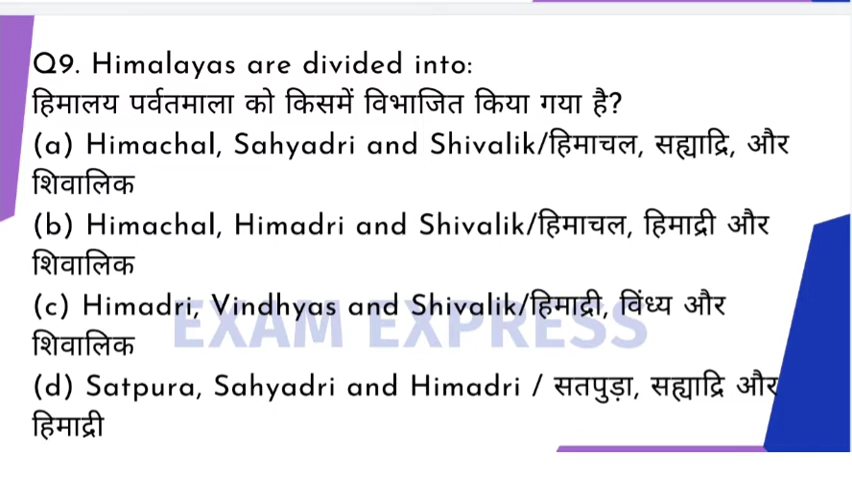 Q9. Himalayas are divided into:
हिमालय पर्वतमाला को किसमें विभाजित किया गया है?
(a) Himachal, Sahyadri and Shivalik/हिमाचल, सह्याद्रि, और
शिवालिक
(b) Himachal, Himadri and Shivalik/हिमाचल, हिमाद्री और
शिवालिक
(c) Himadri, Vindhyas and Shivalik/हिमाद्री, विंध्य और
शिवालिक
EXAM EXPRESS
(d) Satpura, Sahyadri and Himadri / सतपुड़ा, सह्याद्रि और
हिमाद्री